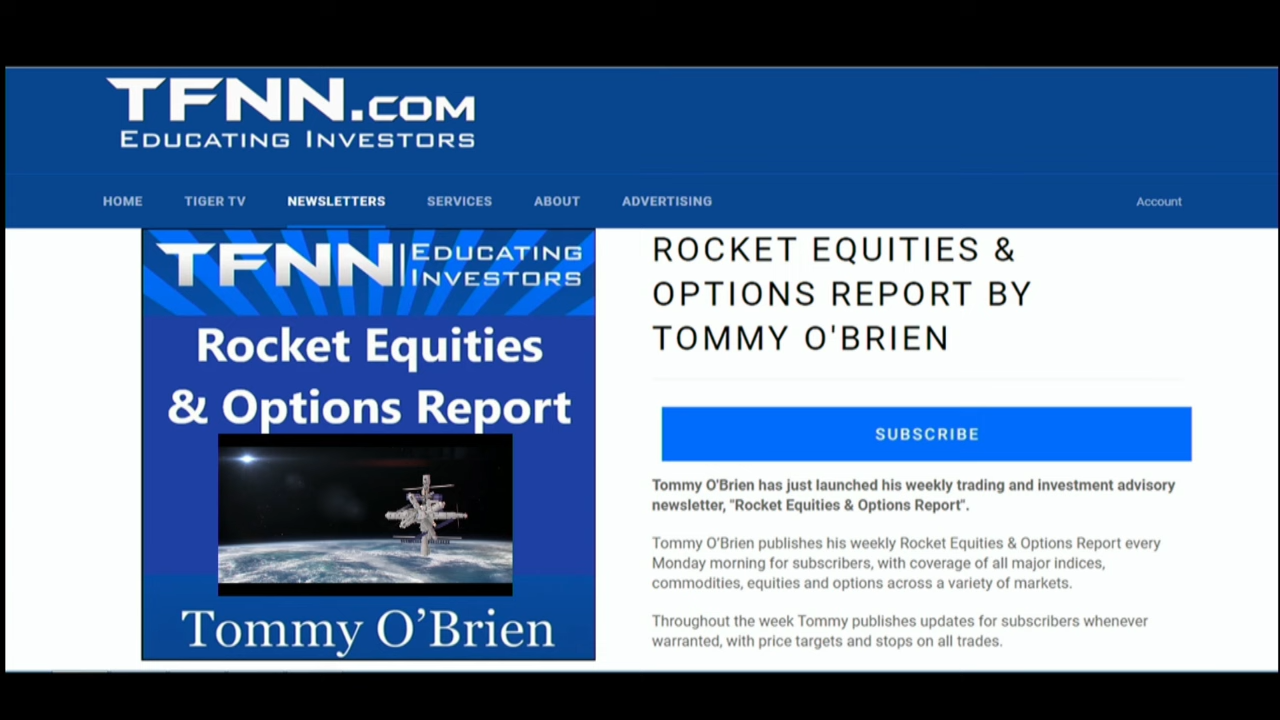 TFNN.COM
EDUCATING INVESTORS
HOME TIGER TV NEWSLETTERS SERVICES ABOUT ADVERTISING Account
TFNN | EDUCATING
INVESTORS
Rocket Equities
& Options Report
Tommy O’Brien
ROCKET EQUITIES &
OPTIONS REPORT BY
TOMMY O'BRIEN
SUBSCRIBE
Tommy O'Brien has just launched his weekly trading and investment advisory
newsletter, "Rocket Equities & Options Report".
Tommy O’Brien publishes his weekly Rocket Equities & Options Report every
Monday morning for subscribers, with coverage of all major indices,
commodities, equities and options across a variety of markets.
Throughout the week Tommy publishes updates for subscribers whenever
warranted, with price targets and stops on all trades.